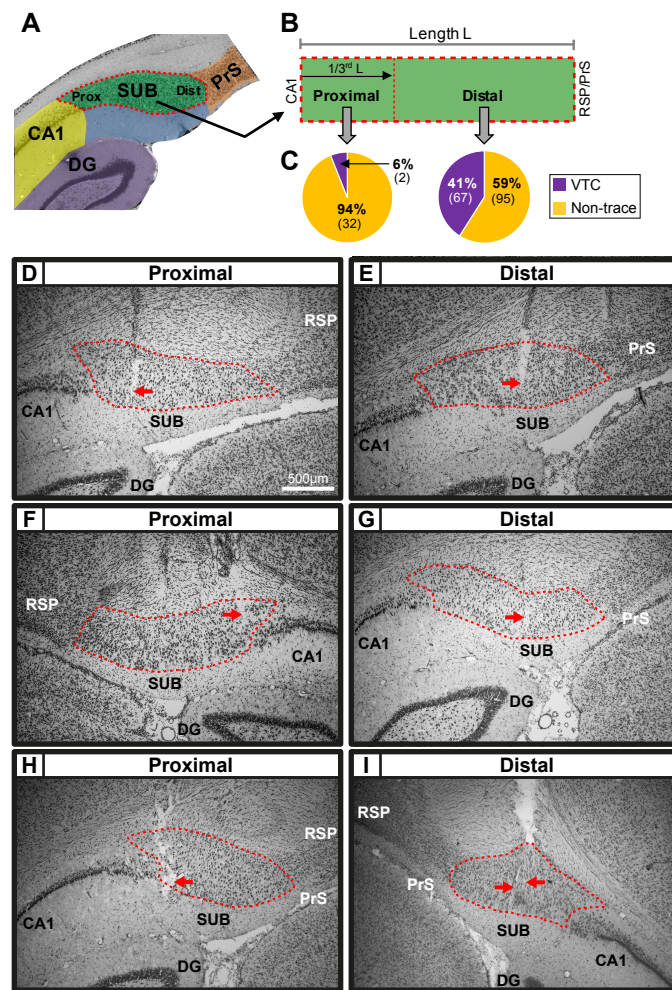 A
SUB
Prox
Dist
PrS
CA1
DG
B
Length L
1/3rd L
CA1
Proximal
Distal
RSP/PrS
C
6%
(2)
94%
(32)
41%
(67)
59%
(95)
VTC
Non-trace
D
Proximal
RSP
CA1
SUB
DG
500µm
E
Distal
PrS
CA1
SUB
DG
F
Proximal
RSP
CA1
SUB
DG
G
Distal
PrS
CA1
SUB
DG
H
Proximal
RSP
PrS
CA1
SUB
DG
I
Distal
RSP
PrS
SUB
CA1
DG